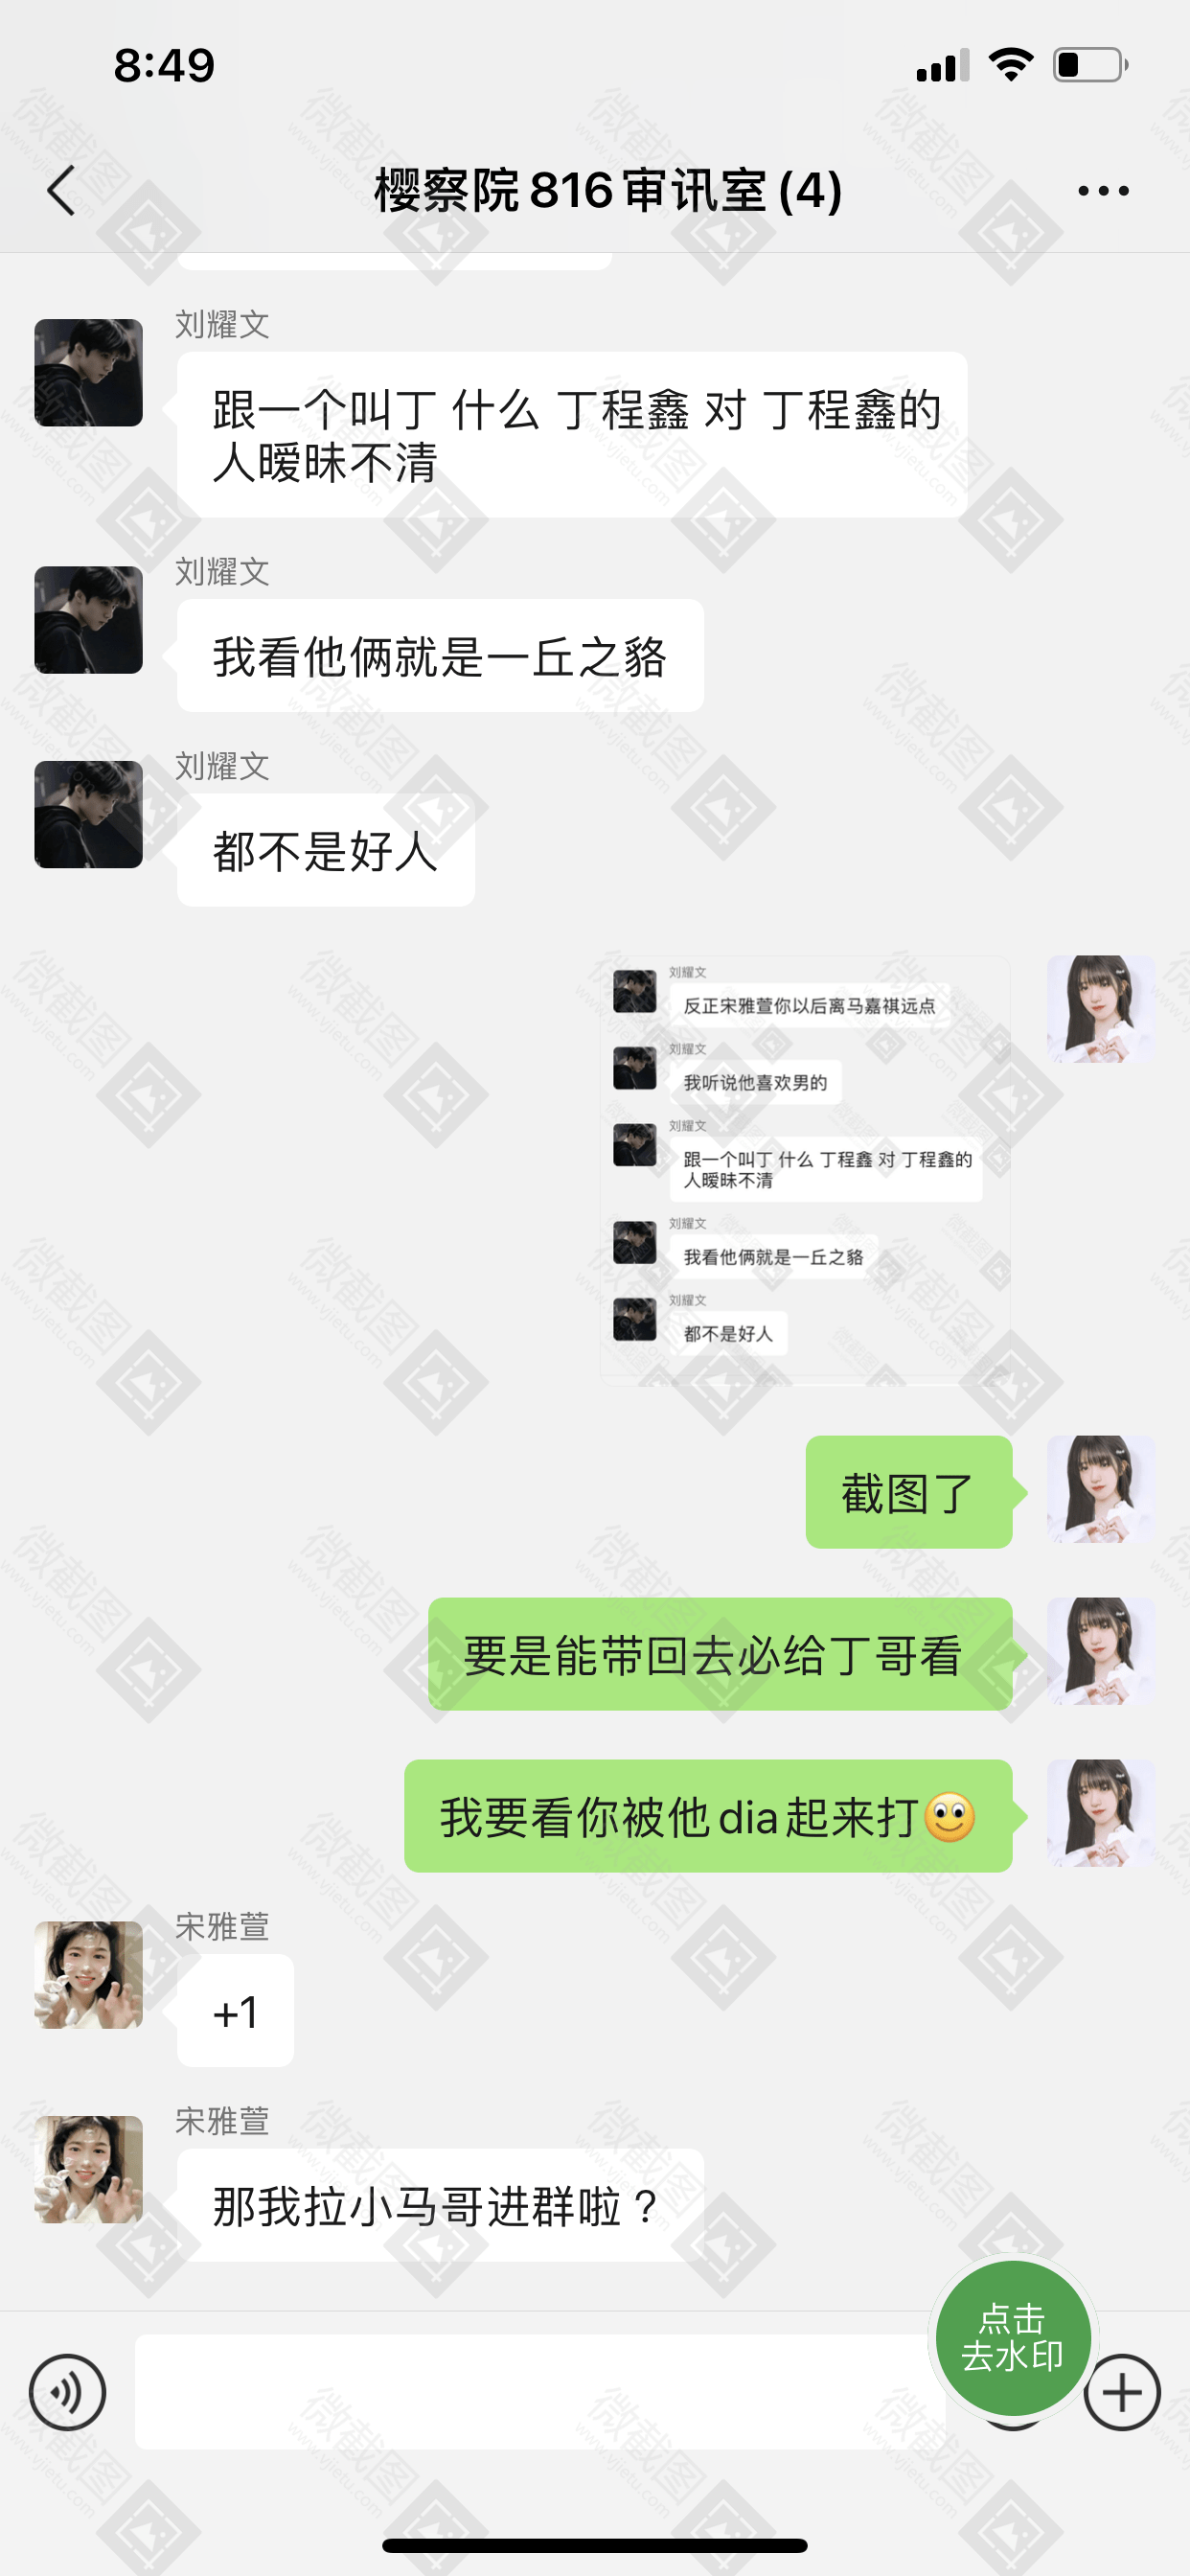 8:49
樱察院816审讯室(4)
刘耀文
跟一个叫丁 什么 丁程鑫 对 丁程鑫的
人暧昧不清
刘耀文
我看他俩就是一丘之貉
刘耀文
都不是好人
刘耀文
反正宋雅萱你以后离马嘉祺远点
刘耀文
我听说他喜欢男的
刘耀文
跟一个叫丁 什么 丁程鑫 对 丁程鑫的
人暧昧不清
刘耀文
我看他俩就是一丘之貉
刘耀文
都不是好人
截图了
要是能带回去必给丁哥看
我要看你被他dia起来打
宋雅萱
+1
宋雅萱
那我拉小马哥进群啦？
点击
去水印
微截图
www.vjietu.com